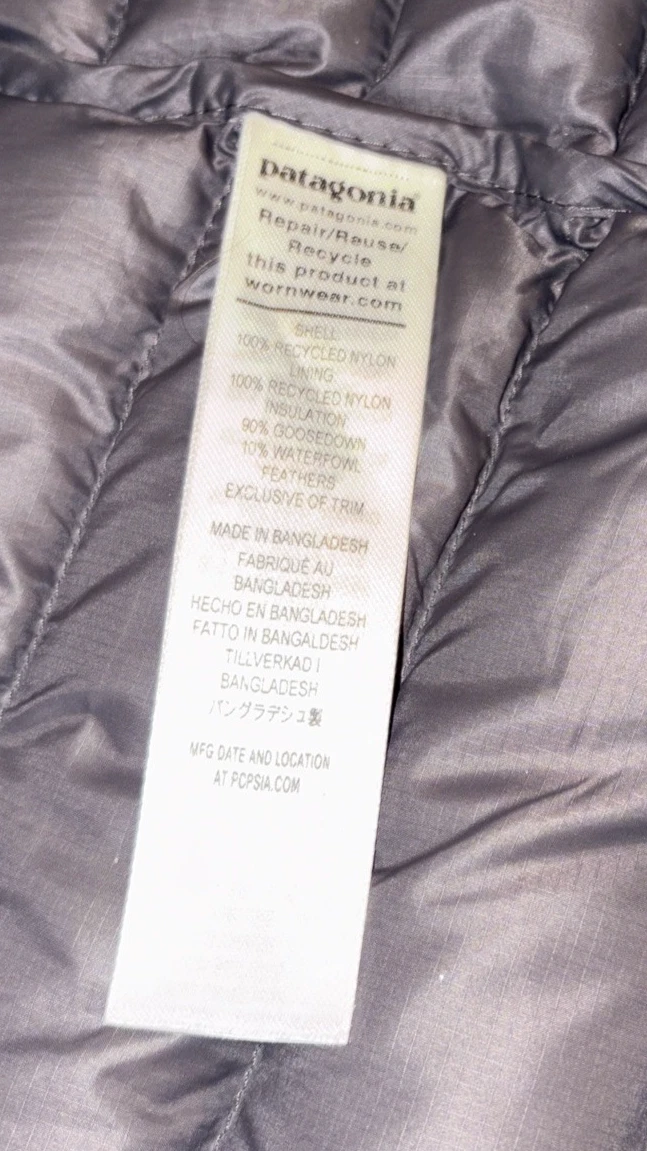 patagonia®
www.patagonia.com
Repair/Reuse/
Recycle
this product at
wornwear.com
SHELL
100% RECYCLED NYLON
LINING
100% RECYCLED NYLON
INSULATION
90% GOOSEDOWN
10% WATERFOWL
FEATHERS
EXCLUSIVE OF TRIM
MADE IN BANGLADESH
FABRIQUÉ AU
BANGLADESH
HECHO EN BANGLADESH
FATTO IN BANGALDESH
TILLVERKAD I
BANGLADESH
バングラデシュ製
MFG DATE AND LOCATION
AT PCPSIA.COM